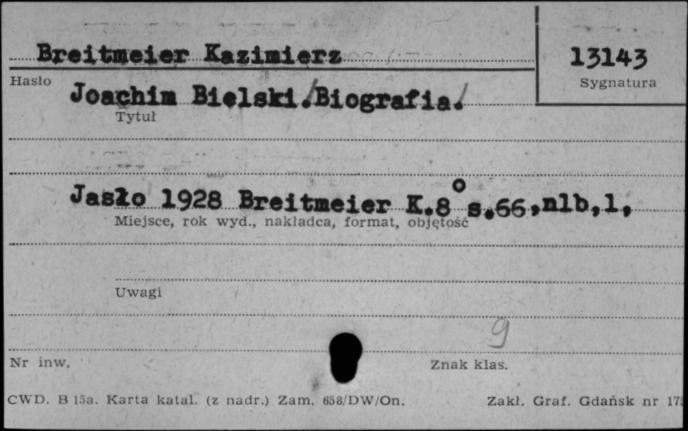 Breitmeier Kazimierz
13143
Hasło
Sygnatura
Joachim Bielski./Biografia./
Tytuł
Jasło 1928 Breitmeier K.8° s.66,nlb,1,
Miejsce, rok wyd., nakładca, format, objętość
Uwagi
9
Nr inw.
Znak klas.
CWD. B 15a. Karta katal. (z nadr.) Zam. 658/DW/On.
Zakł. Graf. Gdańsk nr